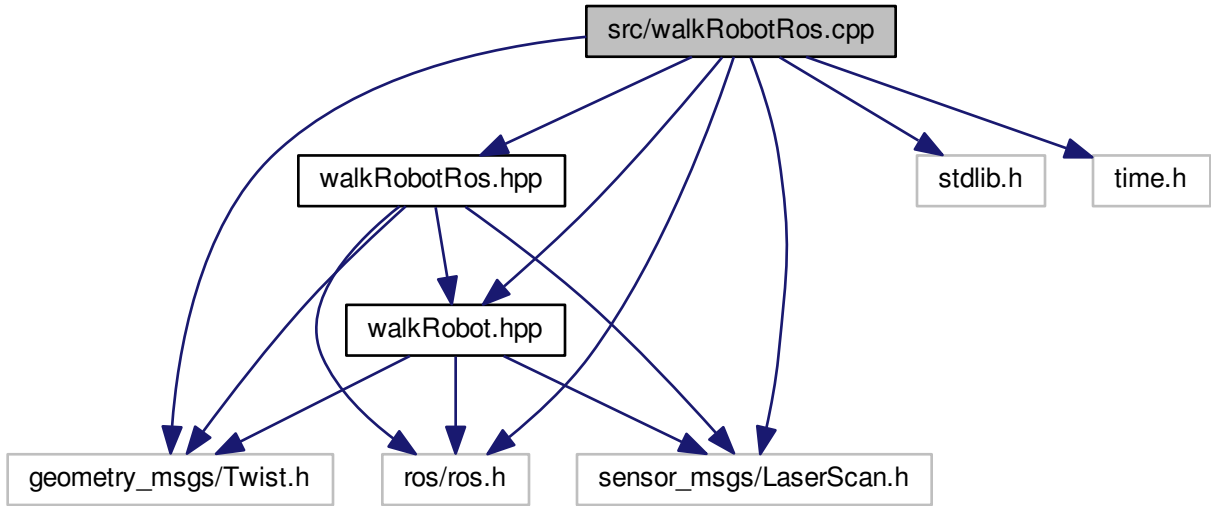 src/walkRobotRos.cpp
walkRobotRos.hpp
stdlib.h
time.h
walkRobot.hpp
geometry_msgs/Twist.h
ros/ros.h
sensor_msgs/LaserScan.h